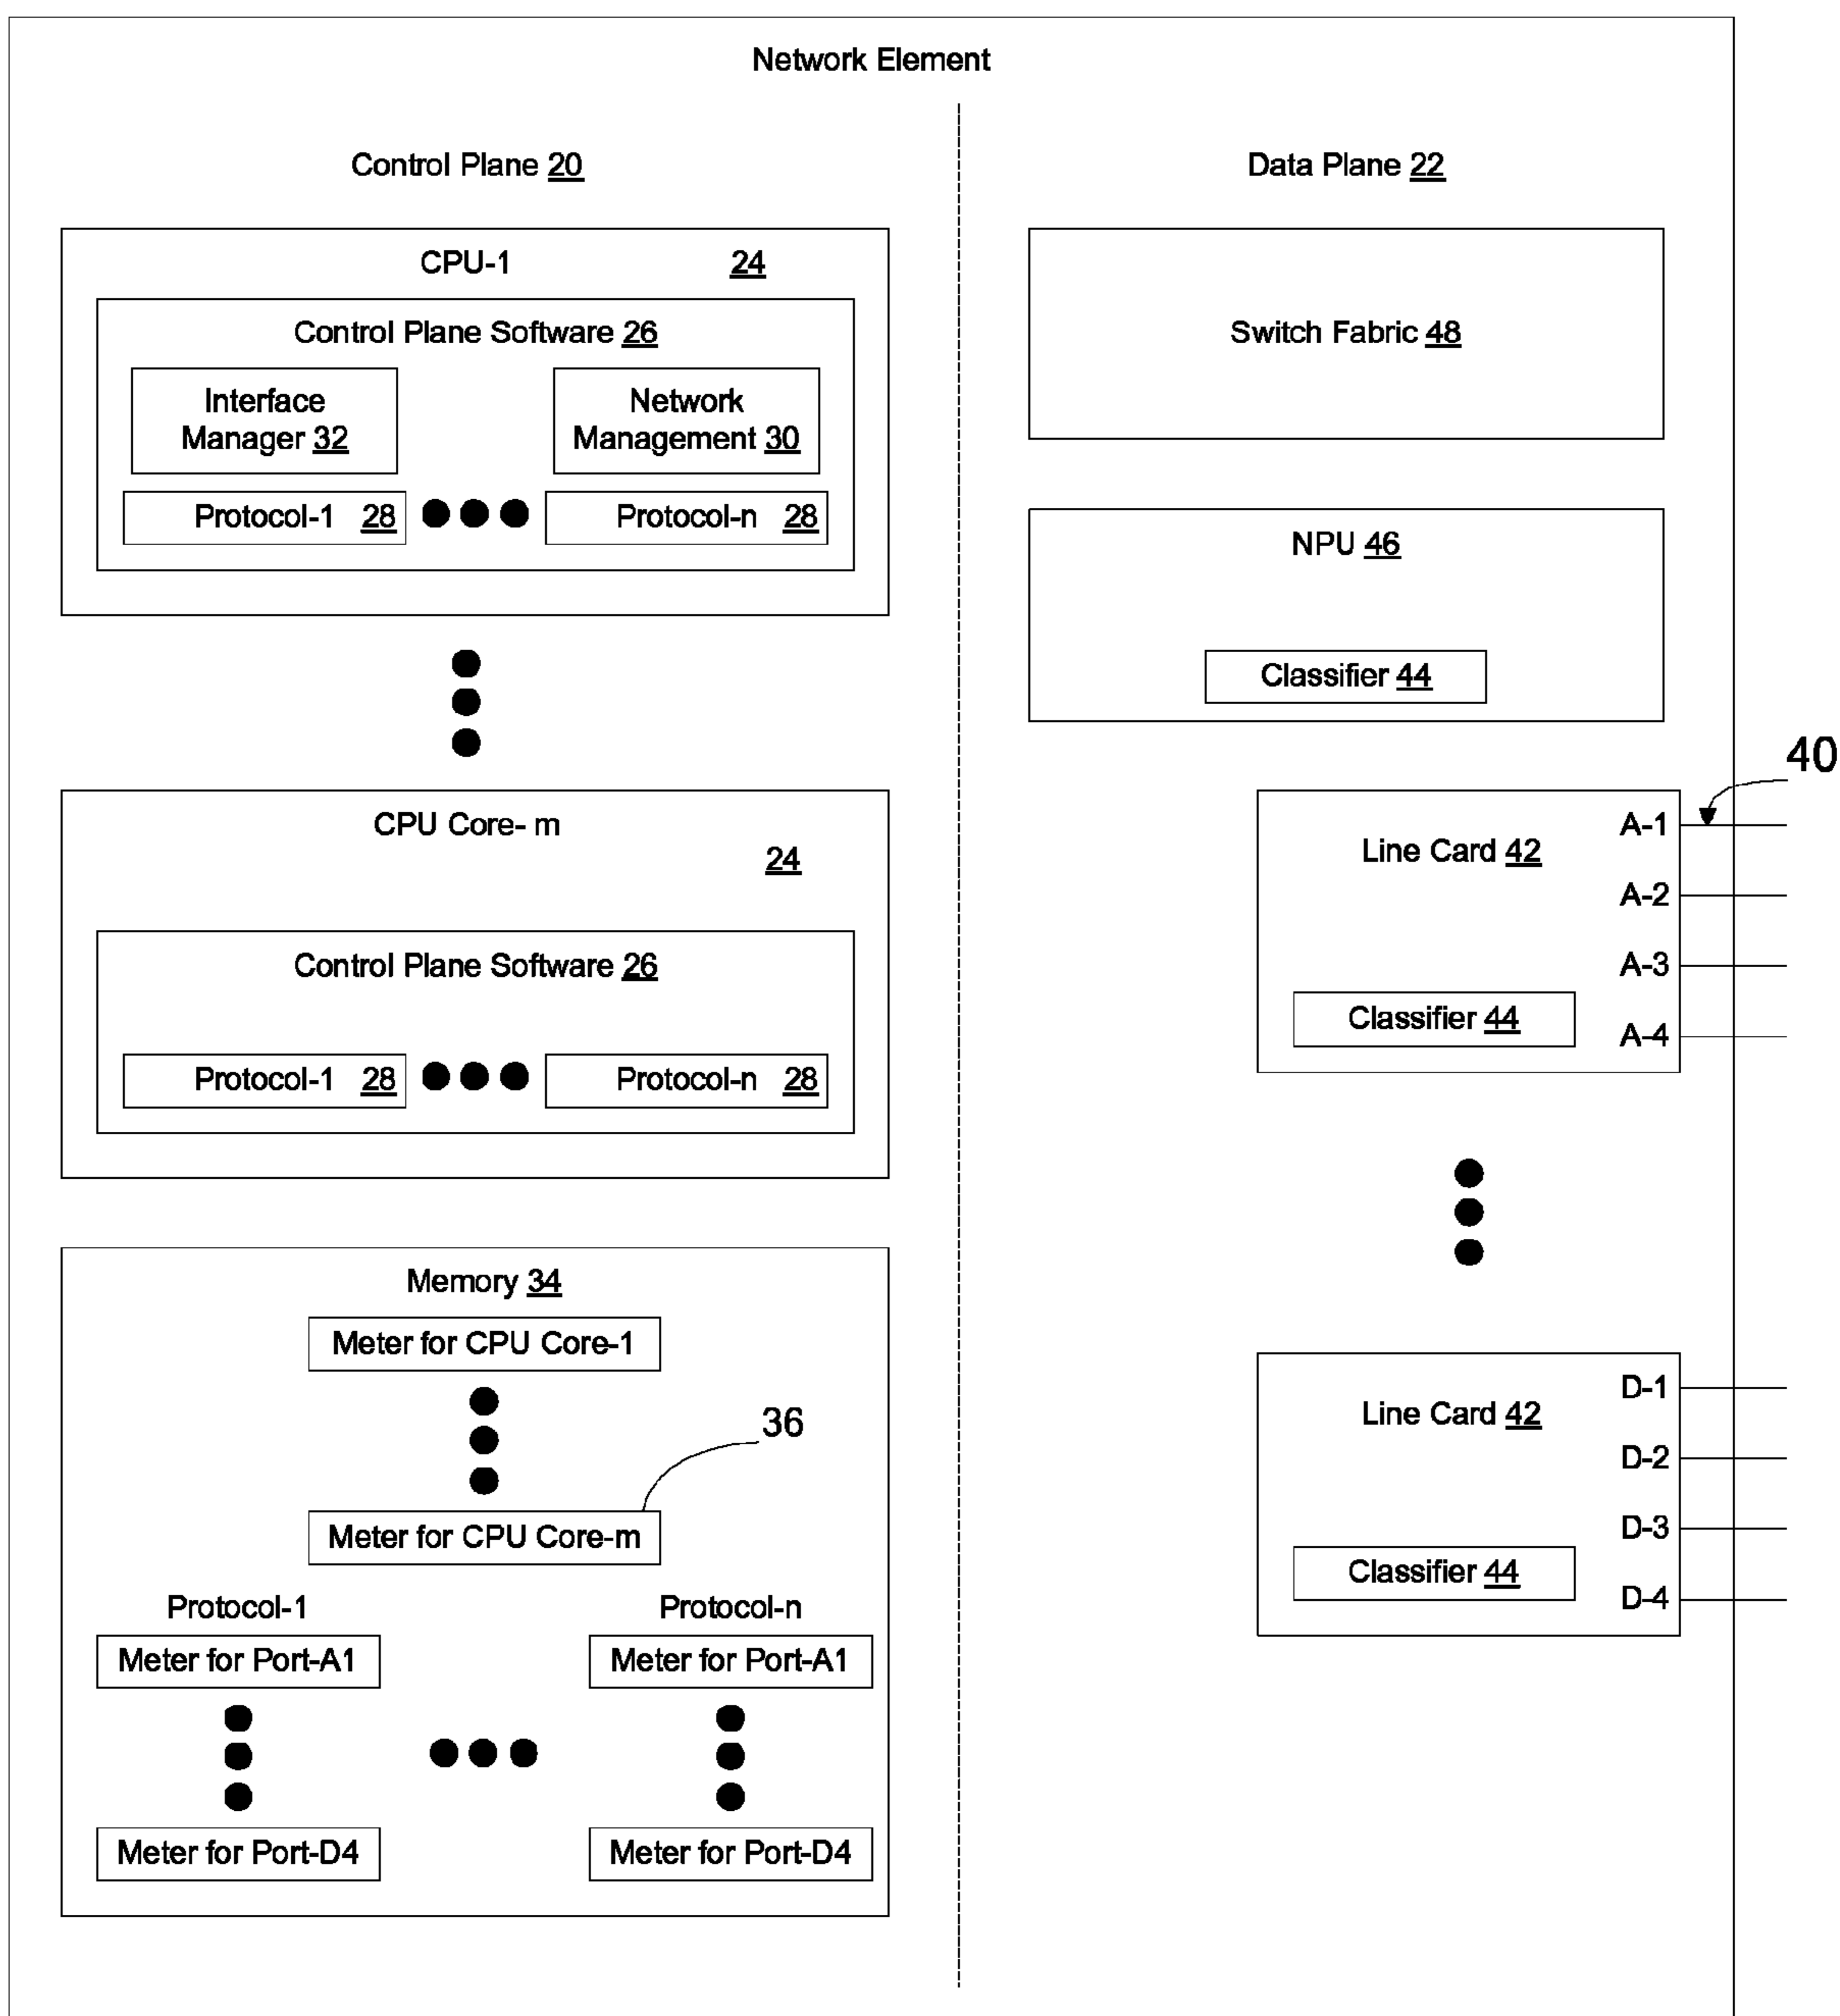 Network Element
Control Plane 20
CPU-1 24
Control Plane Software 26
Interface
Manager 32
Network
Management 30
Protocol-1 28
Protocol-n 28
CPU Core- m
24
Control Plane Software 26
Protocol-1 28
Protocol-n 28
Memory 34
Meter for CPU Core-1
36
Meter for CPU Core-m
Protocol-1
Meter for Port-A1
Meter for Port-D4
Protocol-n
Meter for Port-A1
Meter for Port-D4
Data Plane 22
Switch Fabric 48
NPU 46
Classifier 44
40
Line Card 42
A-1
A-2
A-3
A-4
Classifier 44
Line Card 42
D-1
D-2
D-3
D-4
Classifier 44